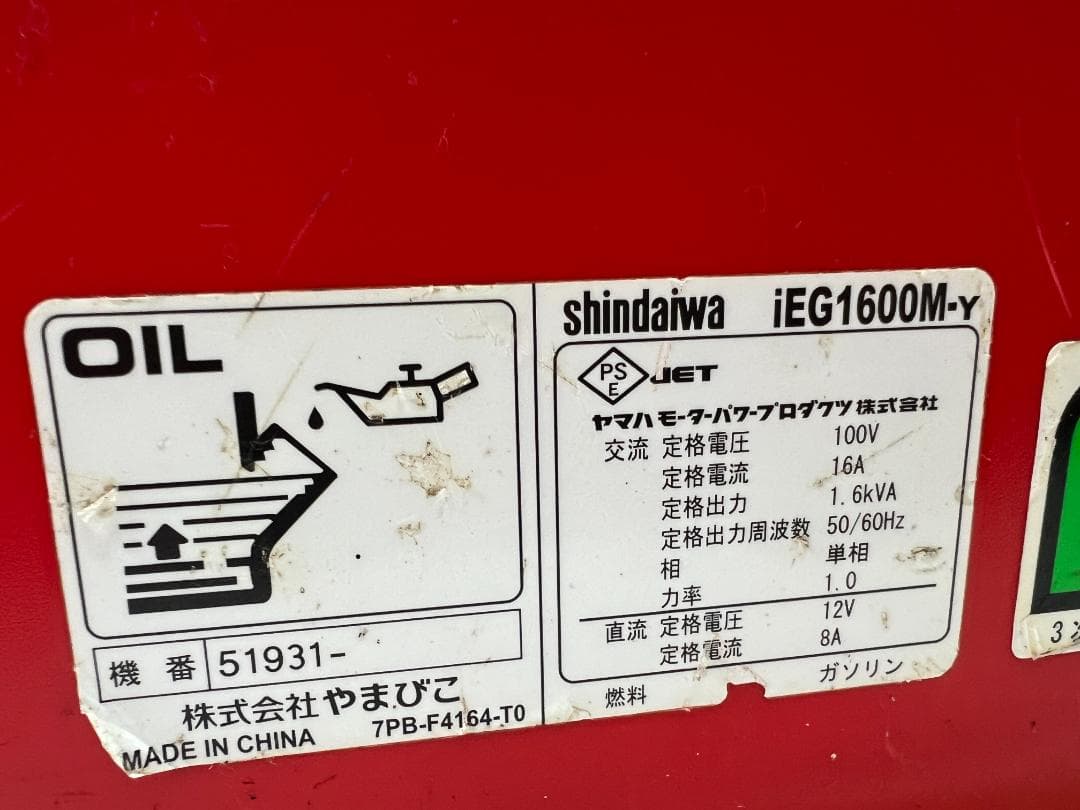 OIL
機番 51931-
株式会社やまびこ
7PB-F4164-T0
MADE IN CHINA
shindaiwa iEG1600M-Y
PS
E
JET
ヤマハモーターパワープロダクツ株式会社
交流 定格電圧 100V
定格電流 16A
定格出力 1.6kVA
定格出力周波数 50/60Hz
相 単相
力率 1.0
直流 定格電圧 12V
定格電流 8A
燃料 ガソリン
3